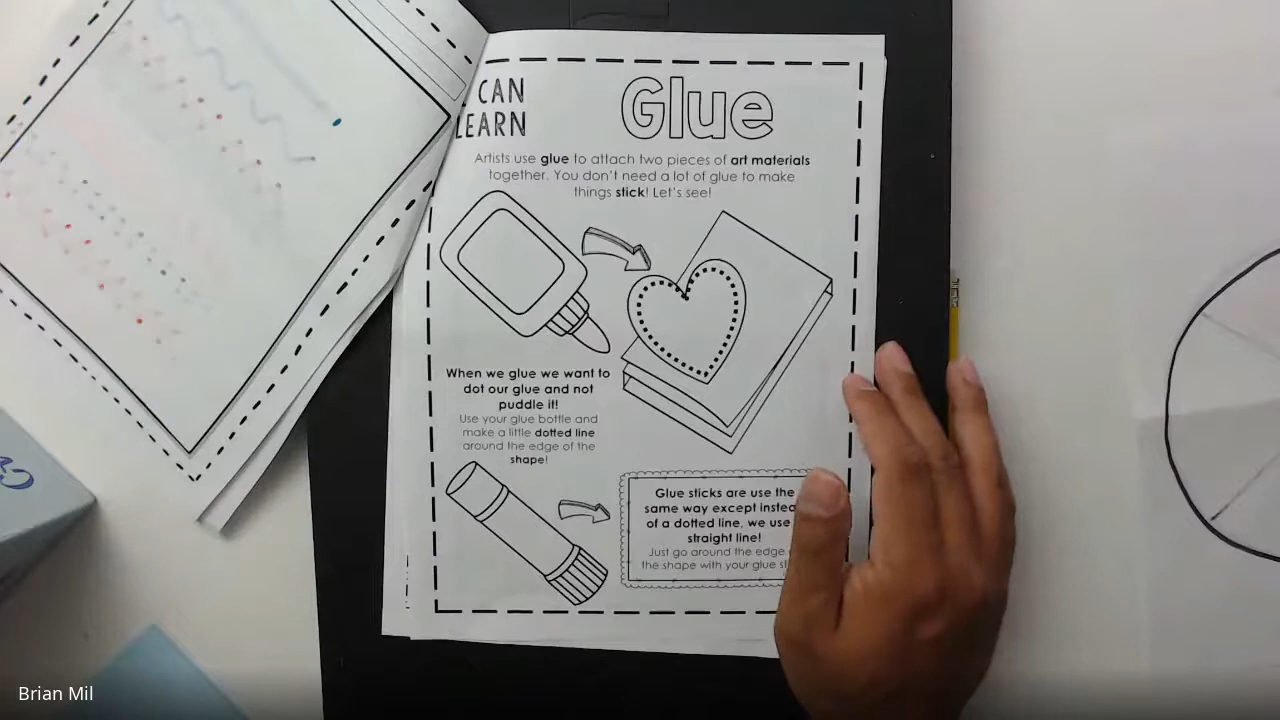 CAN
LEARN
Glue
Artists use glue to attach two pieces of art materials
together. You don't need a lot of glue to make
things stick! Let's see!
When we glue we want to
dot our glue and not
puddle it!
Use your glue bottle and
make a little dotted line
around the edge of the
shape!
Glue sticks are use the
same way except
of a dotted line, we use
straight line!
Just go around the edge
the shape with your glue
Brian Mil